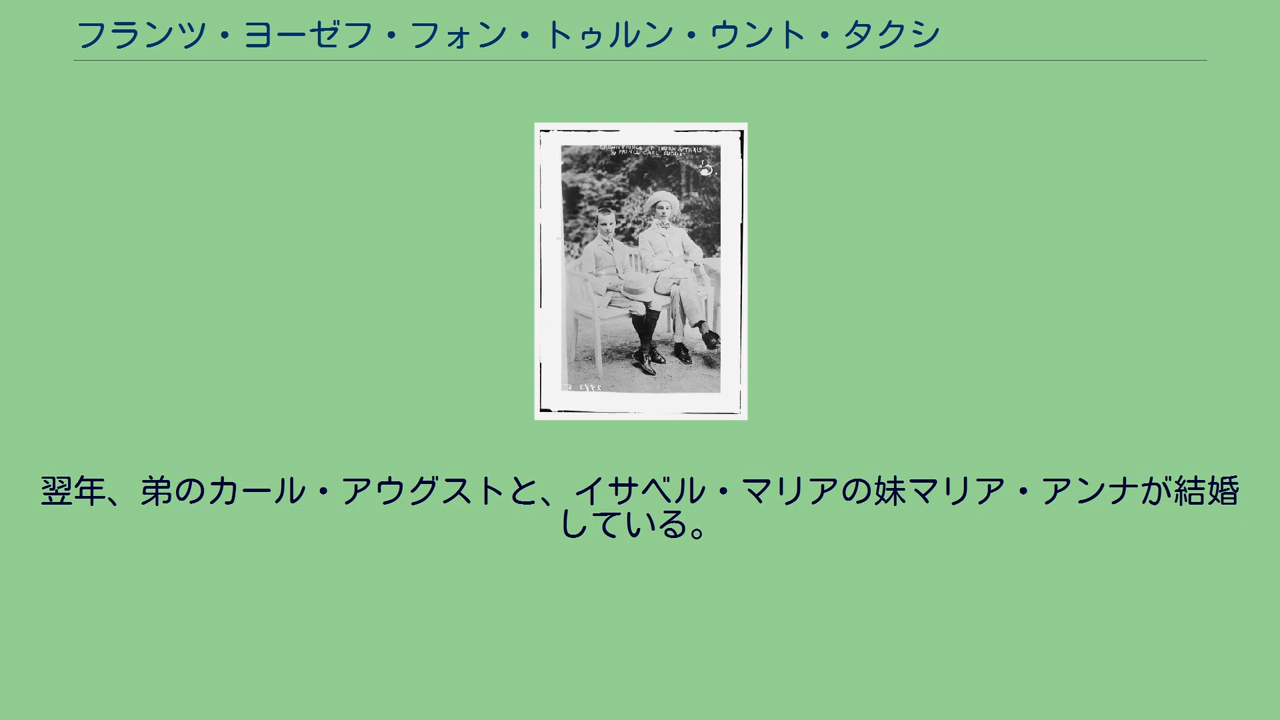 フランツ・ヨーゼフ・フォン・トゥルン・ウント・タクシ
翌年、弟のカール・アウグストと、イサベル・マリアの妹マリア・アンナが結婚
している。